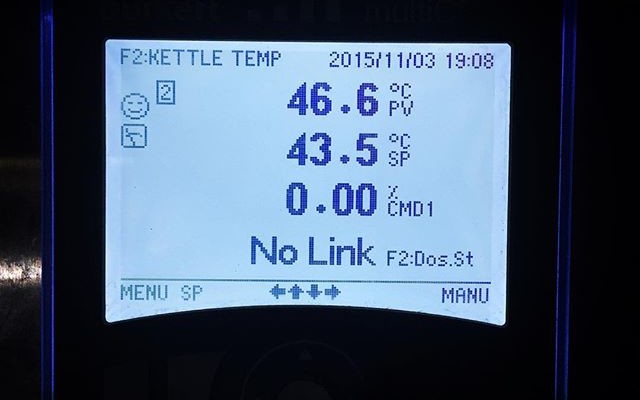 F2:KETTLE TEMP 2015/11/03 19:08
2
46.6 °C PV
43.5 °C SP
0.00 % CMD1
No Link F2:Dos.St
MENU SP MANU